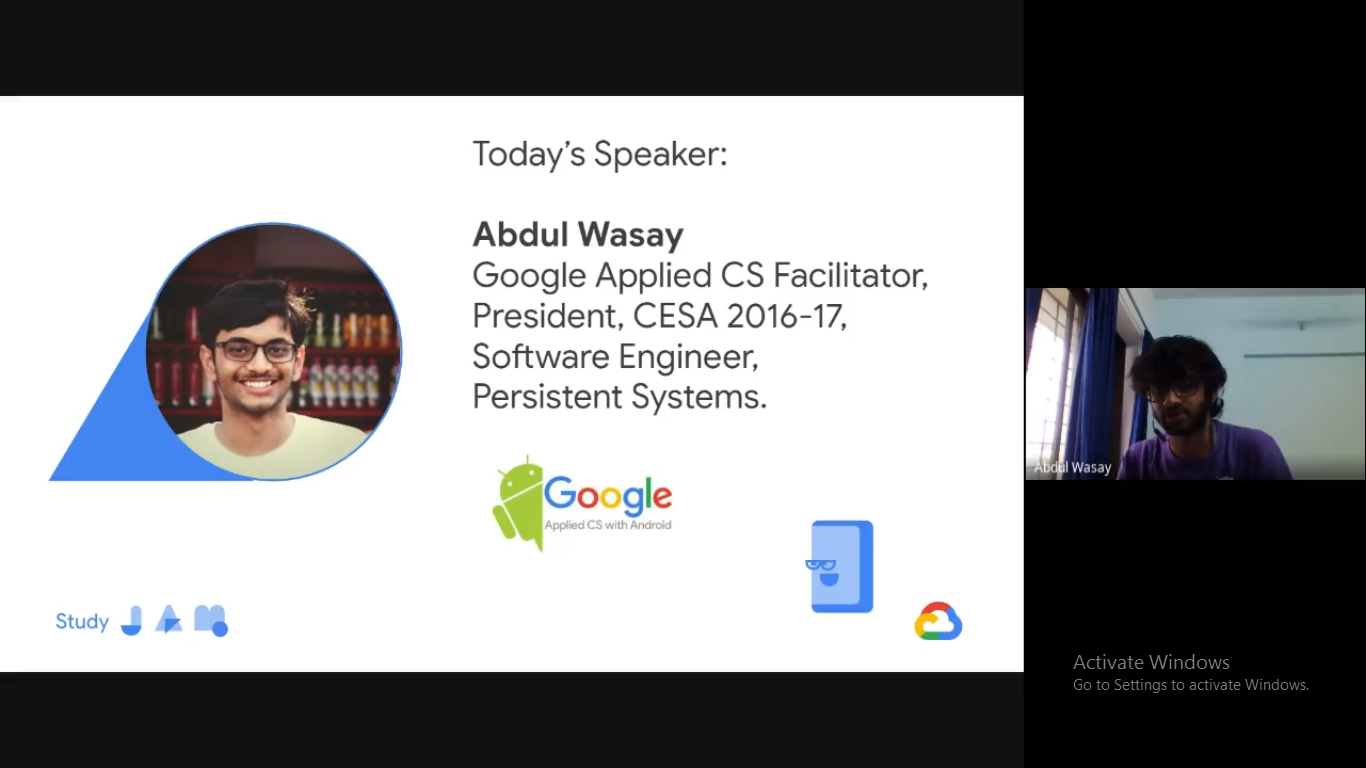 Today's Speaker:
Abdul Wasay
Google Applied CS Facilitator,
President, CESA 2016-17,
Software Engineer,
Persistent Systems.
Google
Applied CS with Android
Study JAM
Abdul Wasay
Activate Windows
Go to Settings to activate Windows.